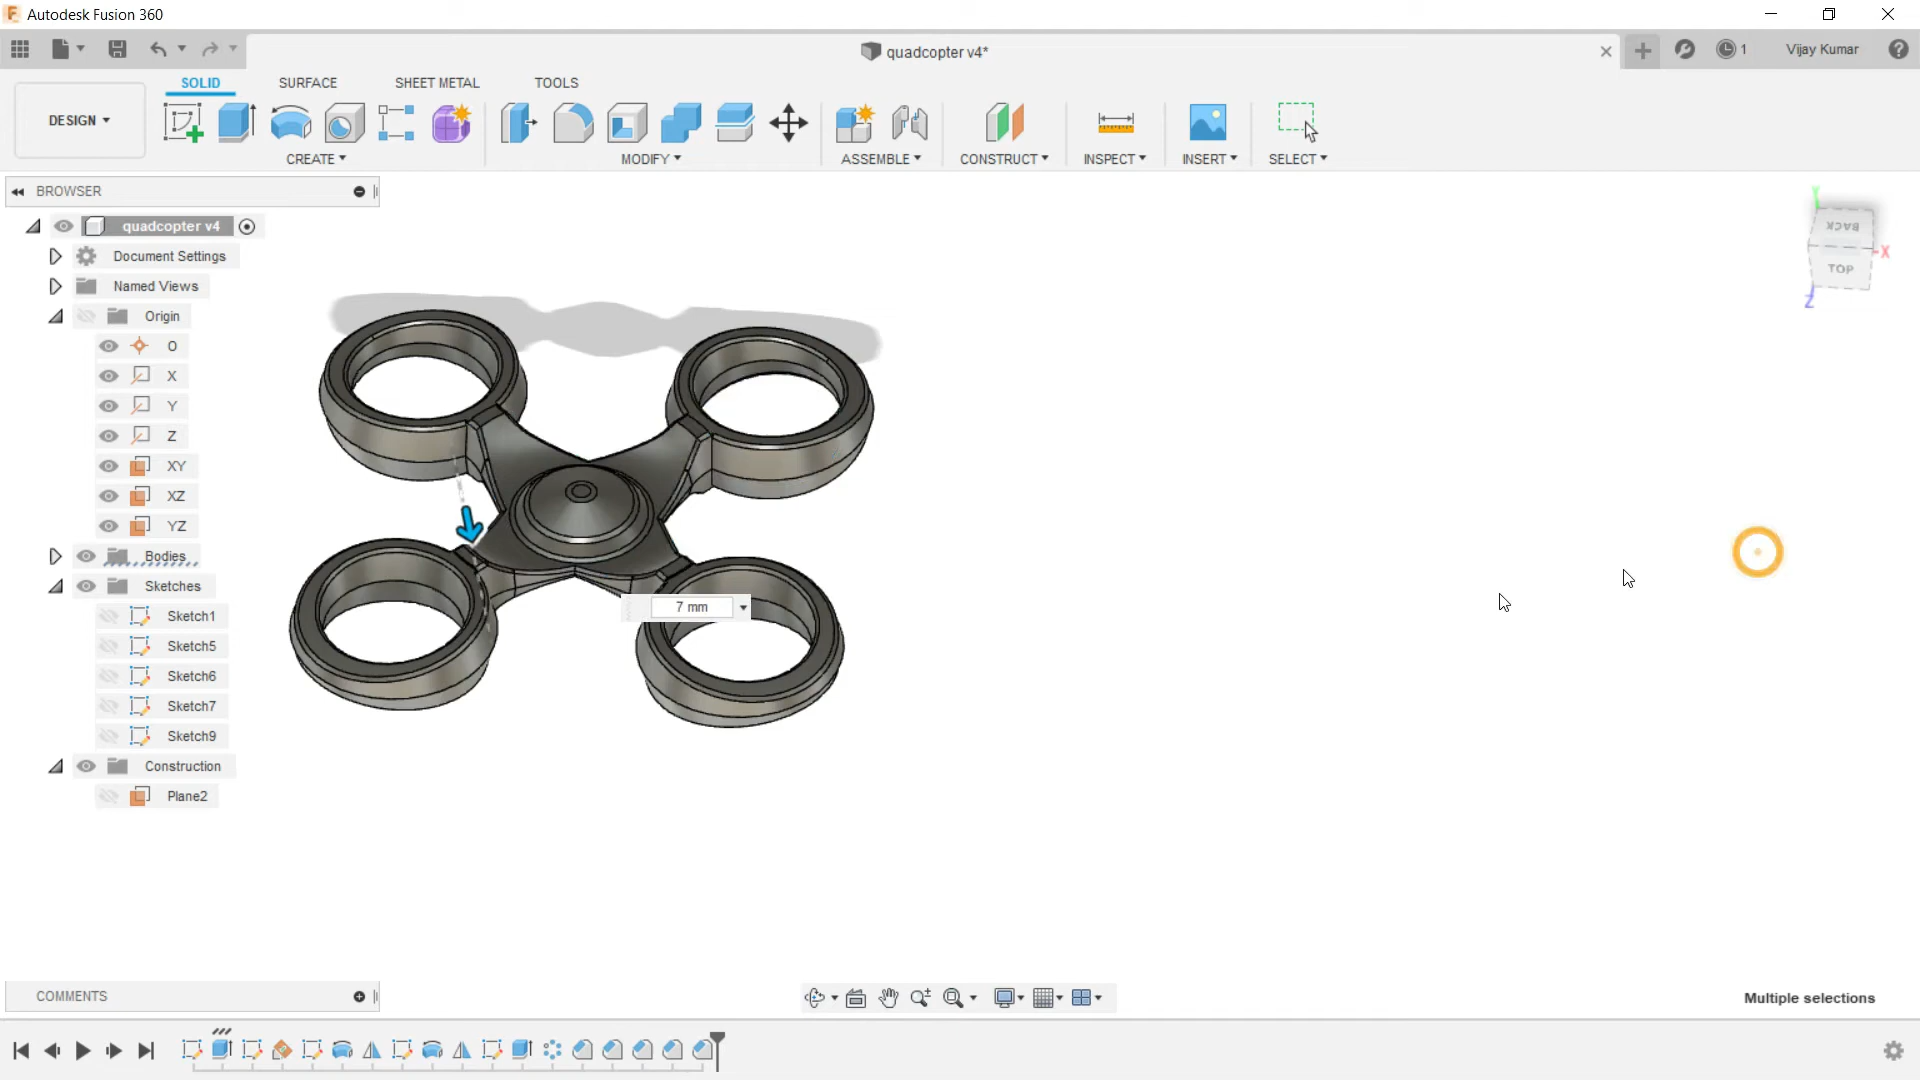 Autodesk Fusion 360
quadcopter v4*
1
Vijay Kumar
DESIGN
SOLID
SURFACE
SHEET METAL
TOOLS
CREATE
MODIFY
ASSEMBLE
CONSTRUCT
INSPECT
INSERT
SELECT
BROWSER
quadcopter v4
Document Settings
Named Views
Origin
O
X
Y
Z
XY
XZ
YZ
Bodies
Sketches
Sketch1
Sketch5
Sketch6
Sketch7
Sketch9
Construction
Plane2
7 mm
Y
BACK
X
TOP
Z
COMMENTS
Multiple selections